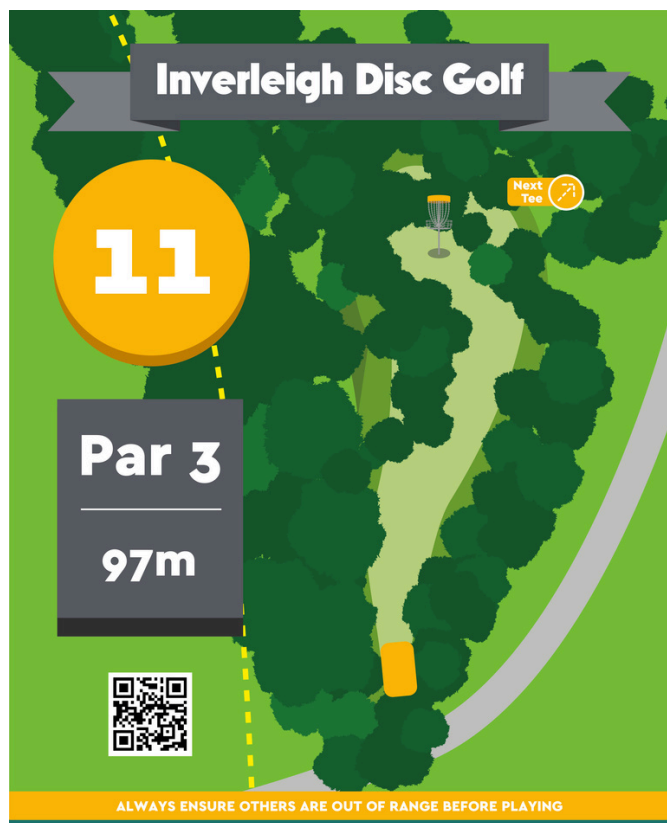 Inverleigh Disc Golf
Next
Tee
11
Par 3
97m
ALWAYS ENSURE OTHERS ARE OUT OF RANGE BEFORE PLAYING